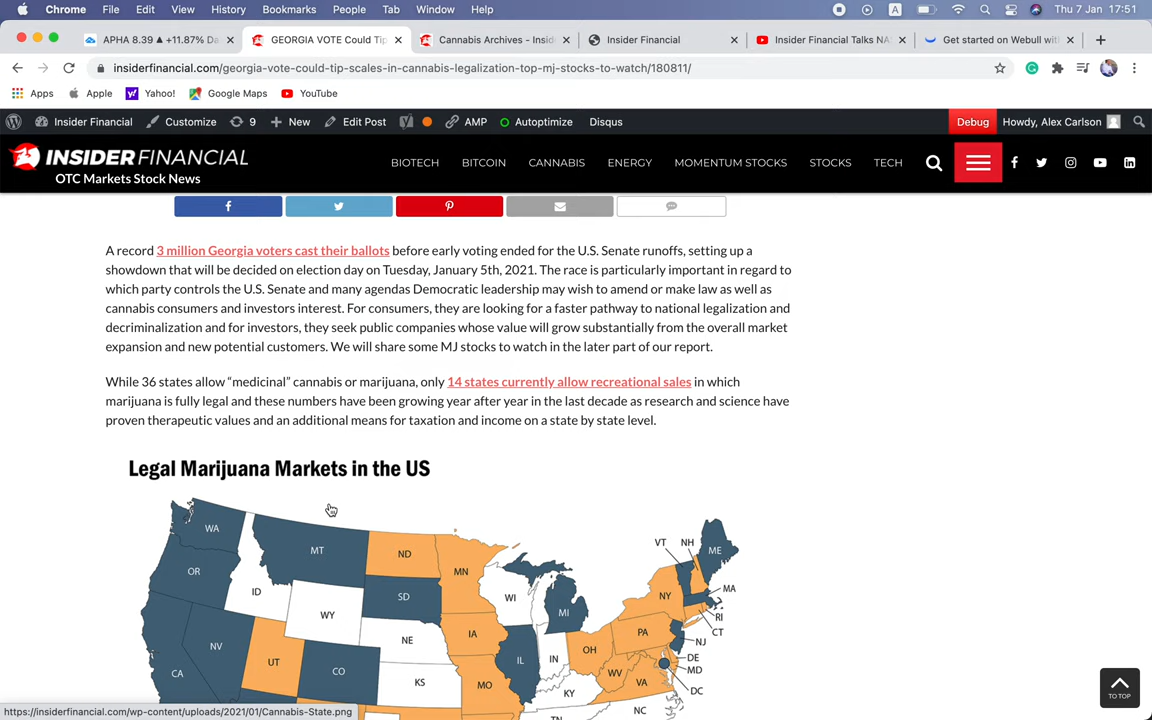 Chrome File Edit View History Bookmarks People Tab Window Help A Thu 7 Jan 17:51
APHA 8.39 ▲ +11.87% Da × GEORGIA VOTE Could Tip × Cannabis Archives - Insid × Insider Financial × Insider Financial Talks NA × Get started on Webull wit × +
insiderfinancial.com/georgia-vote-could-tip-scales-in-cannabis-legalization-top-mj-stocks-to-watch/180811/
Apps Apple Yahoo! Google Maps YouTube
Insider Financial Customize 9 New Edit Post AMP Autoptimize Disqus Debug Howdy, Alex Carlson
INSIDER FINANCIAL
OTC Markets Stock News
BIOTECH BITCOIN CANNABIS ENERGY MOMENTUM STOCKS STOCKS TECH
A record 3 million Georgia voters cast their ballots before early voting ended for the U.S. Senate runoffs, setting up a
showdown that will be decided on election day on Tuesday, January 5th, 2021. The race is particularly important in regard to
which party controls the U.S. Senate and many agendas Democratic leadership may wish to amend or make law as well as
cannabis consumers and investors interest. For consumers, they are looking for a faster pathway to national legalization and
decriminalization and for investors, they seek public companies whose value will grow substantially from the overall market
expansion and new potential customers. We will share some MJ stocks to watch in the later part of our report.
While 36 states allow “medicinal” cannabis or marijuana, only 14 states currently allow recreational sales in which
marijuana is fully legal and these numbers have been growing year after year in the last decade as research and science have
proven therapeutic values and an additional means for taxation and income on a state by state level.
Legal Marijuana Markets in the US
WA
MT
ND
MN
VT NH
ME
OR
ID
SD
WI
MI
NY
MA
RI
CT
WY
NE
IA
PA
NJ
NV
UT
CO
IL
IN
OH
DE
MD
DC
CA
KS
MO
KY
WV
VA
NC
TN
TO TOP
https://insiderfinancial.com/wp-content/uploads/2021/01/Cannabis-State.png